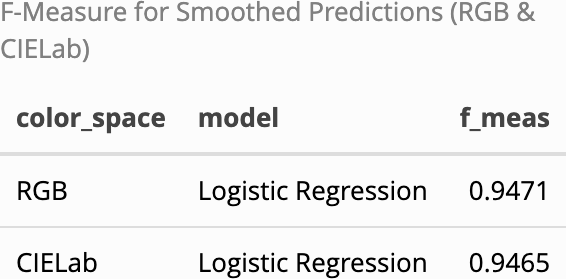 F-Measure for Smoothed Predictions (RGB &
CIELab)
color_space model f_meas
RGB Logistic Regression 0.9471
CIELab Logistic Regression 0.9465